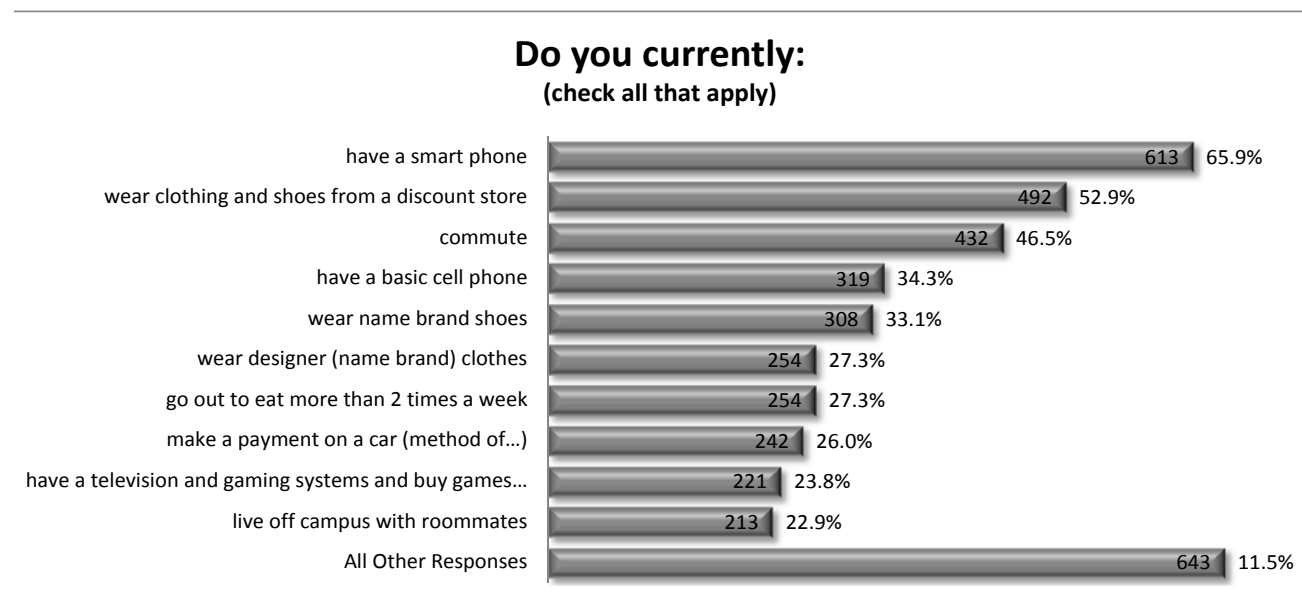 Do you currently:
(check all that apply)
have a smart phone 613 65.9%
wear clothing and shoes from a discount store 492 52.9%
commute 432 46.5%
have a basic cell phone 319 34.3%
wear name brand shoes 308 33.1%
wear designer (name brand) clothes 254 27.3%
go out to eat more than 2 times a week 254 27.3%
make a payment on a car (method of…) 242 26.0%
have a television and gaming systems and buy games… 221 23.8%
live off campus with roommates 213 22.9%
All Other Responses 643 11.5%